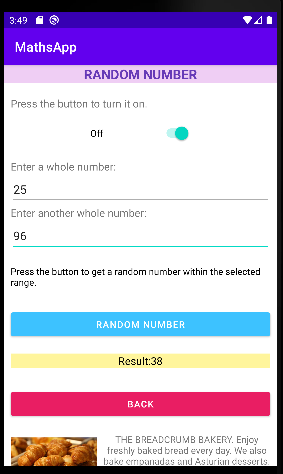 3:49
MathsApp
RANDOM NUMBER
Press the button to turn it on.
Off
Enter a whole number:
25
Enter another whole number:
96
Press the button to get a random number within the selected
range.
RANDOM NUMBER
Result:38
BACK
THE BREADCRUMB BAKERY. Enjoy
freshly baked bread every day. We also
bake empanadas and Asturian desserts.